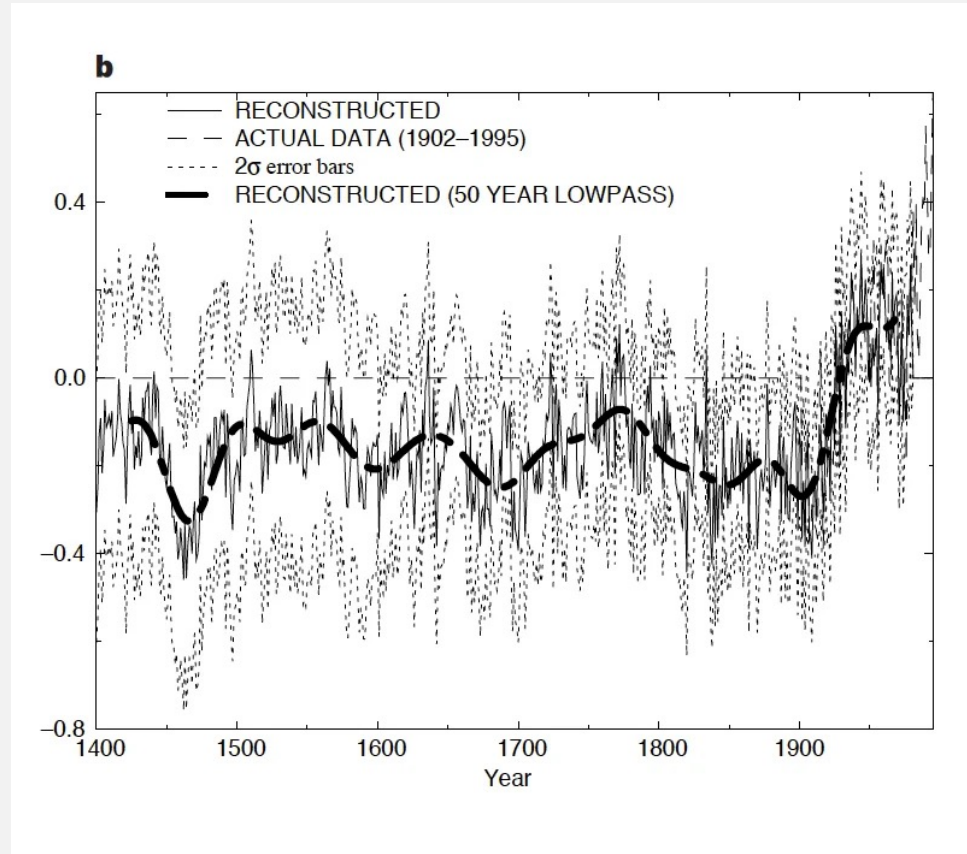 b
RECONSTRUCTED
ACTUAL DATA (1902–1995)
2σ error bars
RECONSTRUCTED (50 YEAR LOWPASS)
0.4
0.0
–0.4
–0.8
1400 1500 1600 1700 1800 1900
Year